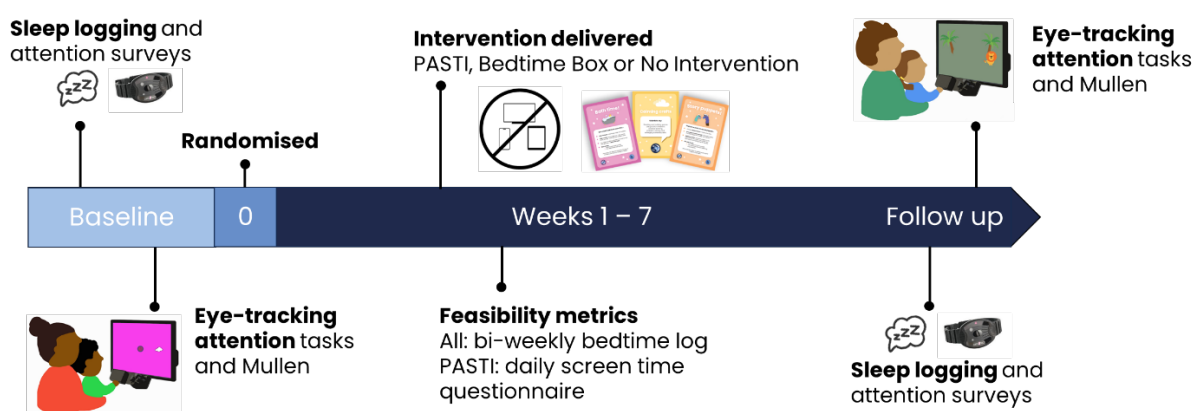 Sleep logging and
attention surveys
zzZ
Randomised
Intervention delivered
PASTI, Bedtime Box or No Intervention
Eye-tracking
attention tasks
and Mullen
Baseline
0
Weeks 1 – 7
Follow up
Eye-tracking
attention tasks
and Mullen
Feasibility metrics
All: bi-weekly bedtime log
PASTI: daily screen time
questionnaire
zzZ
Sleep logging and
attention surveys